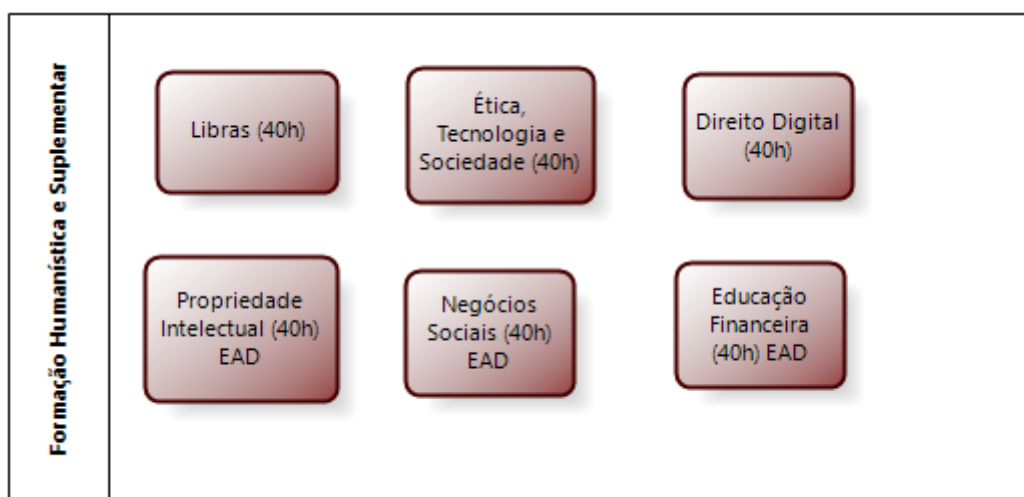 Formação Humanística e Suplementar
Libras (40h)
Ética,
Tecnologia e
Sociedade (40h)
Direito Digital
(40h)
Propriedade
Intelectual (40h)
EAD
Negócios
Sociais (40h)
EAD
Educação
Financeira
(40h) EAD